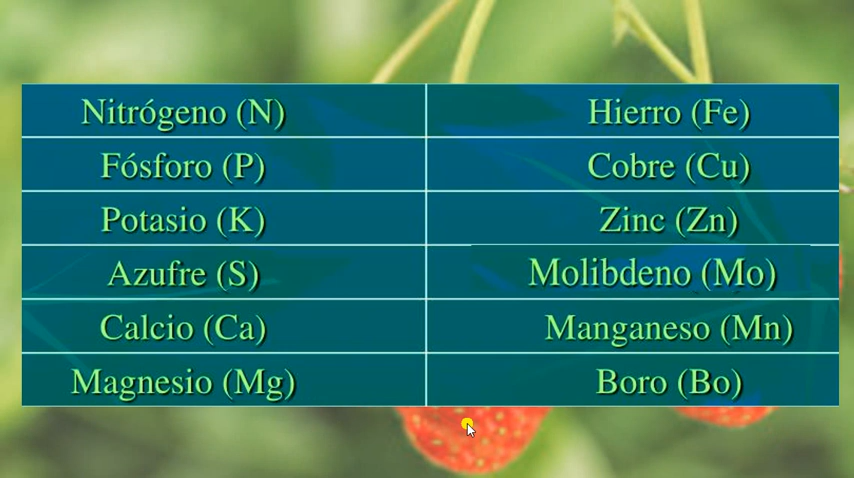 Nitrógeno (N) Hierro (Fe)
Fósforo (P) Cobre (Cu)
Potasio (K) Zinc (Zn)
Azufre (S) Molibdeno (Mo)
Calcio (Ca) Manganeso (Mn)
Magnesio (Mg) Boro (Bo)